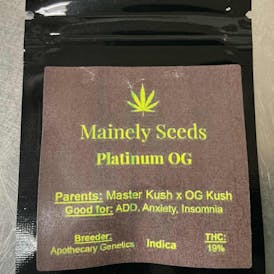 Mainely Seeds
Platinum OG
Parents: Master Kush x OG Kush
Good for: ADD, Anxiety, Insomnia
Breeder: Indica THC:
Apothecary Genetics 19%